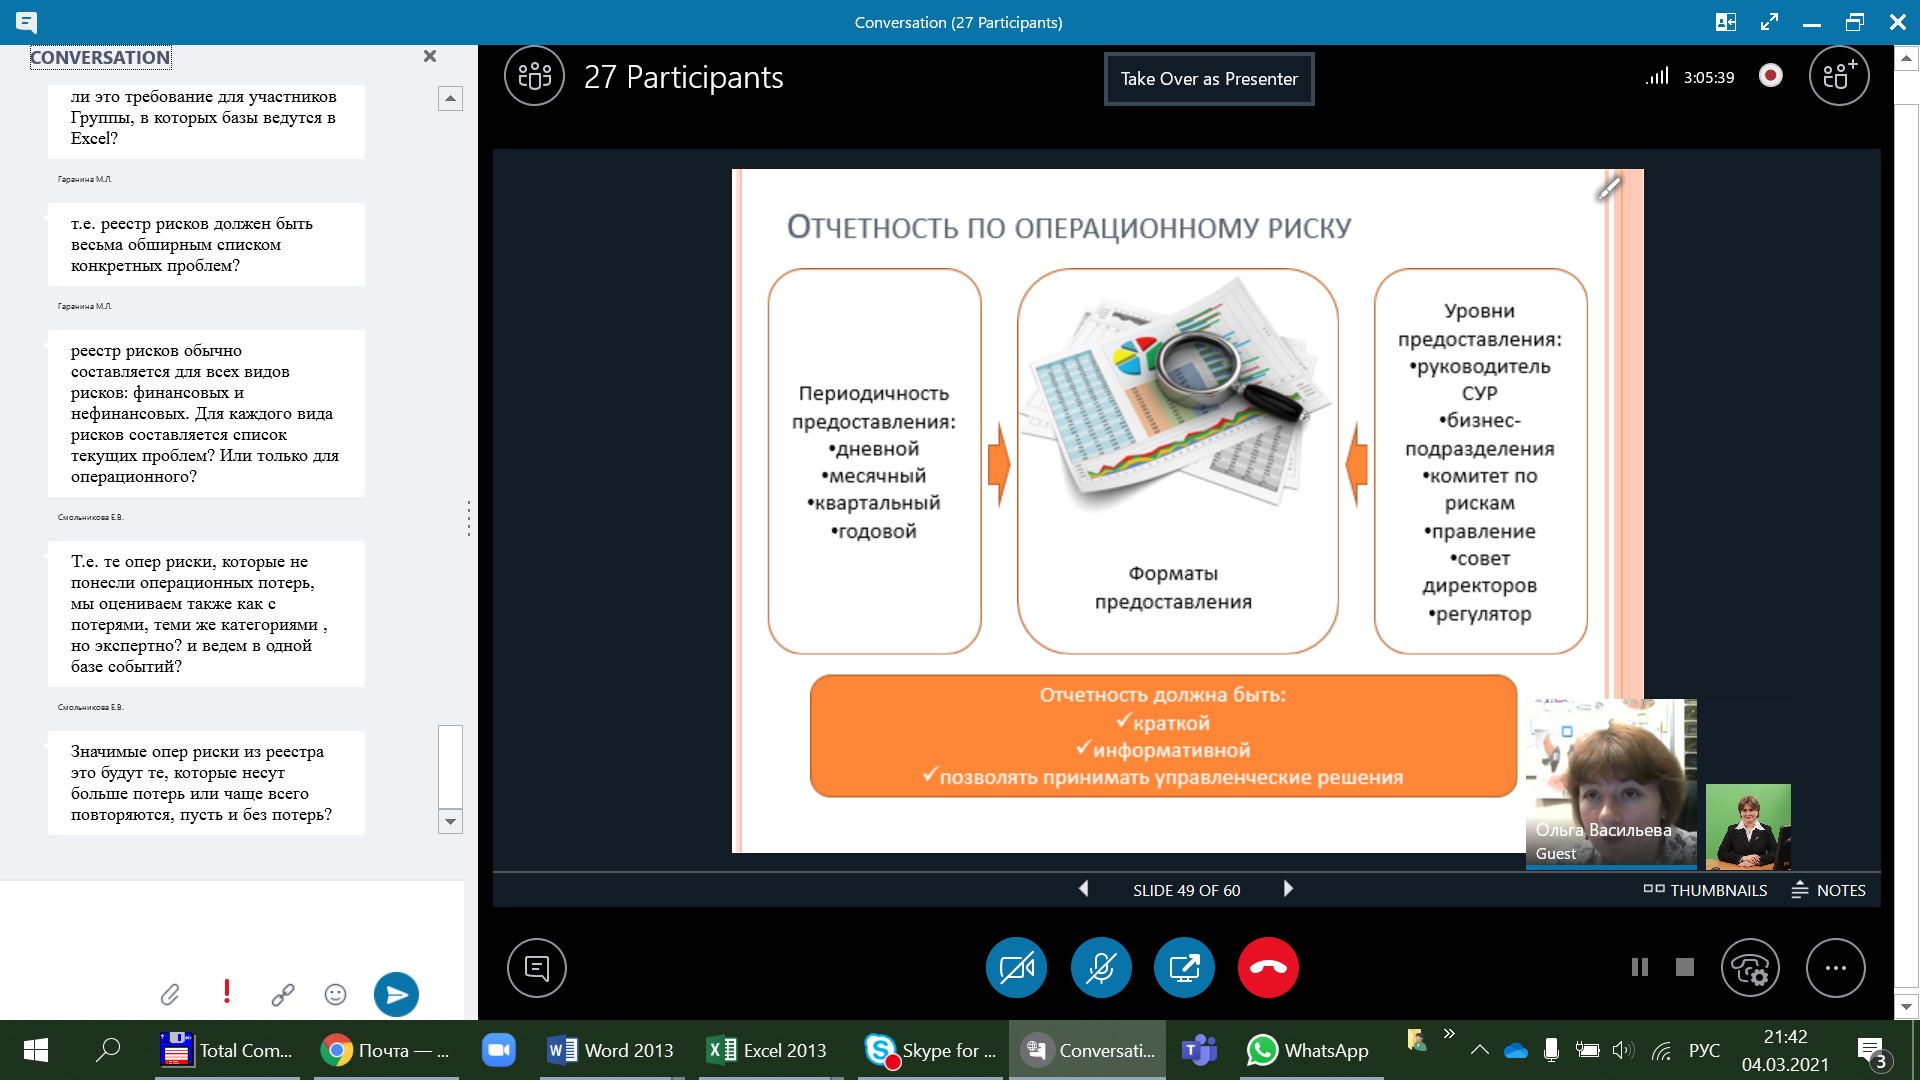 Conversation (27 Participants)
CONVERSATION
ли это требование для участников
Группы, в которых базы ведутся в
Excel?
Гаранина М.Л.
т.е. реестр рисков должен быть
весьма обширным списком
конкретных проблем?
Гаранина М.Л.
реестр рисков обычно
составляется для всех видов
рисков: финансовых и
нефинансовых. Для каждого вида
рисков составляется список
текущих проблем? Или только для
операционного?
Смольникова Е.В.
Т.е. те опер риски, которые не
понесли операционных потерь,
мы оцениваем также как с
потерями, теми же категориями ,
но экспертно? и ведем в одной
базе событий?
Смольникова Е.В.
Значимые опер риски из реестра
это будут те, которые несут
больше потерь или чаще всего
повторяются, пусть и без потерь?
27 Participants
Take Over as Presenter
3:05:39
ОТЧЕТНОСТЬ ПО ОПЕРАЦИОННОМУ РИСКУ
Периодичность
предоставления:
•дневной
•месячный
•квартальный
•годовой
Форматы
предоставления
Уровни
предоставления:
•руководитель
СУР
•бизнес-
подразделения
•комитет по
рискам
•правление
•совет
директоров
•регулятор
Отчетность должна быть:
✓краткой
✓информативной
✓позволять принимать управленческие решения
Ольга Васильева
Guest
SLIDE 49 OF 60
THUMBNAILS
NOTES
Total Com...
Почта — ...
Word 2013
Excel 2013
Skype for ...
Conversati...
WhatsApp
РУС
21:42
04.03.2021
3